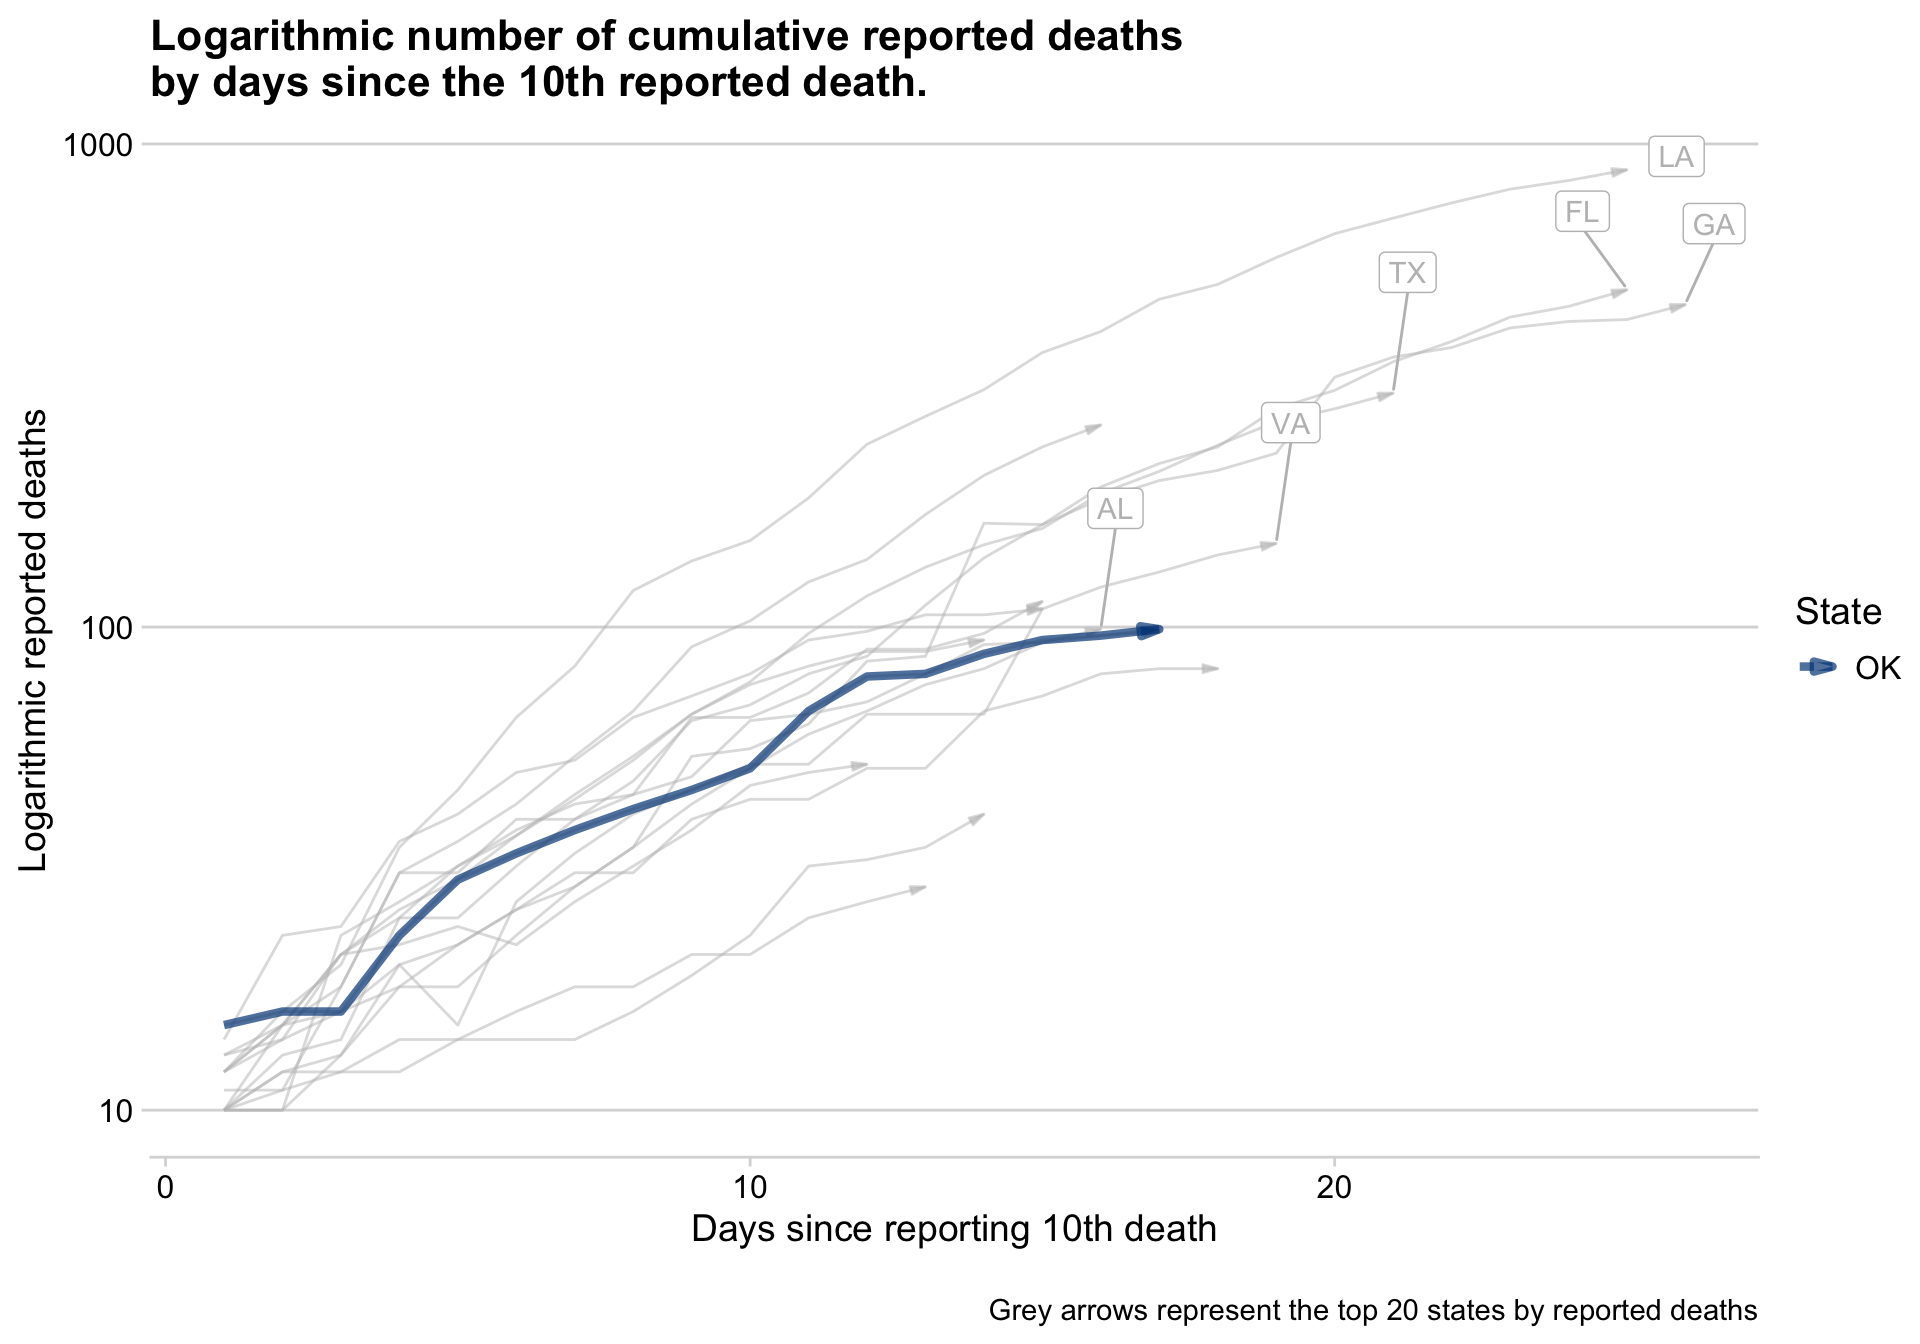 Logarithmic number of cumulative reported deaths
by days since the 10th reported death.
1000
LA
FL
GA
TX
VA
AL
100
10
Logarithmic reported deaths
State
OK
0
10
20
Days since reporting 10th death
Grey arrows represent the top 20 states by reported deaths